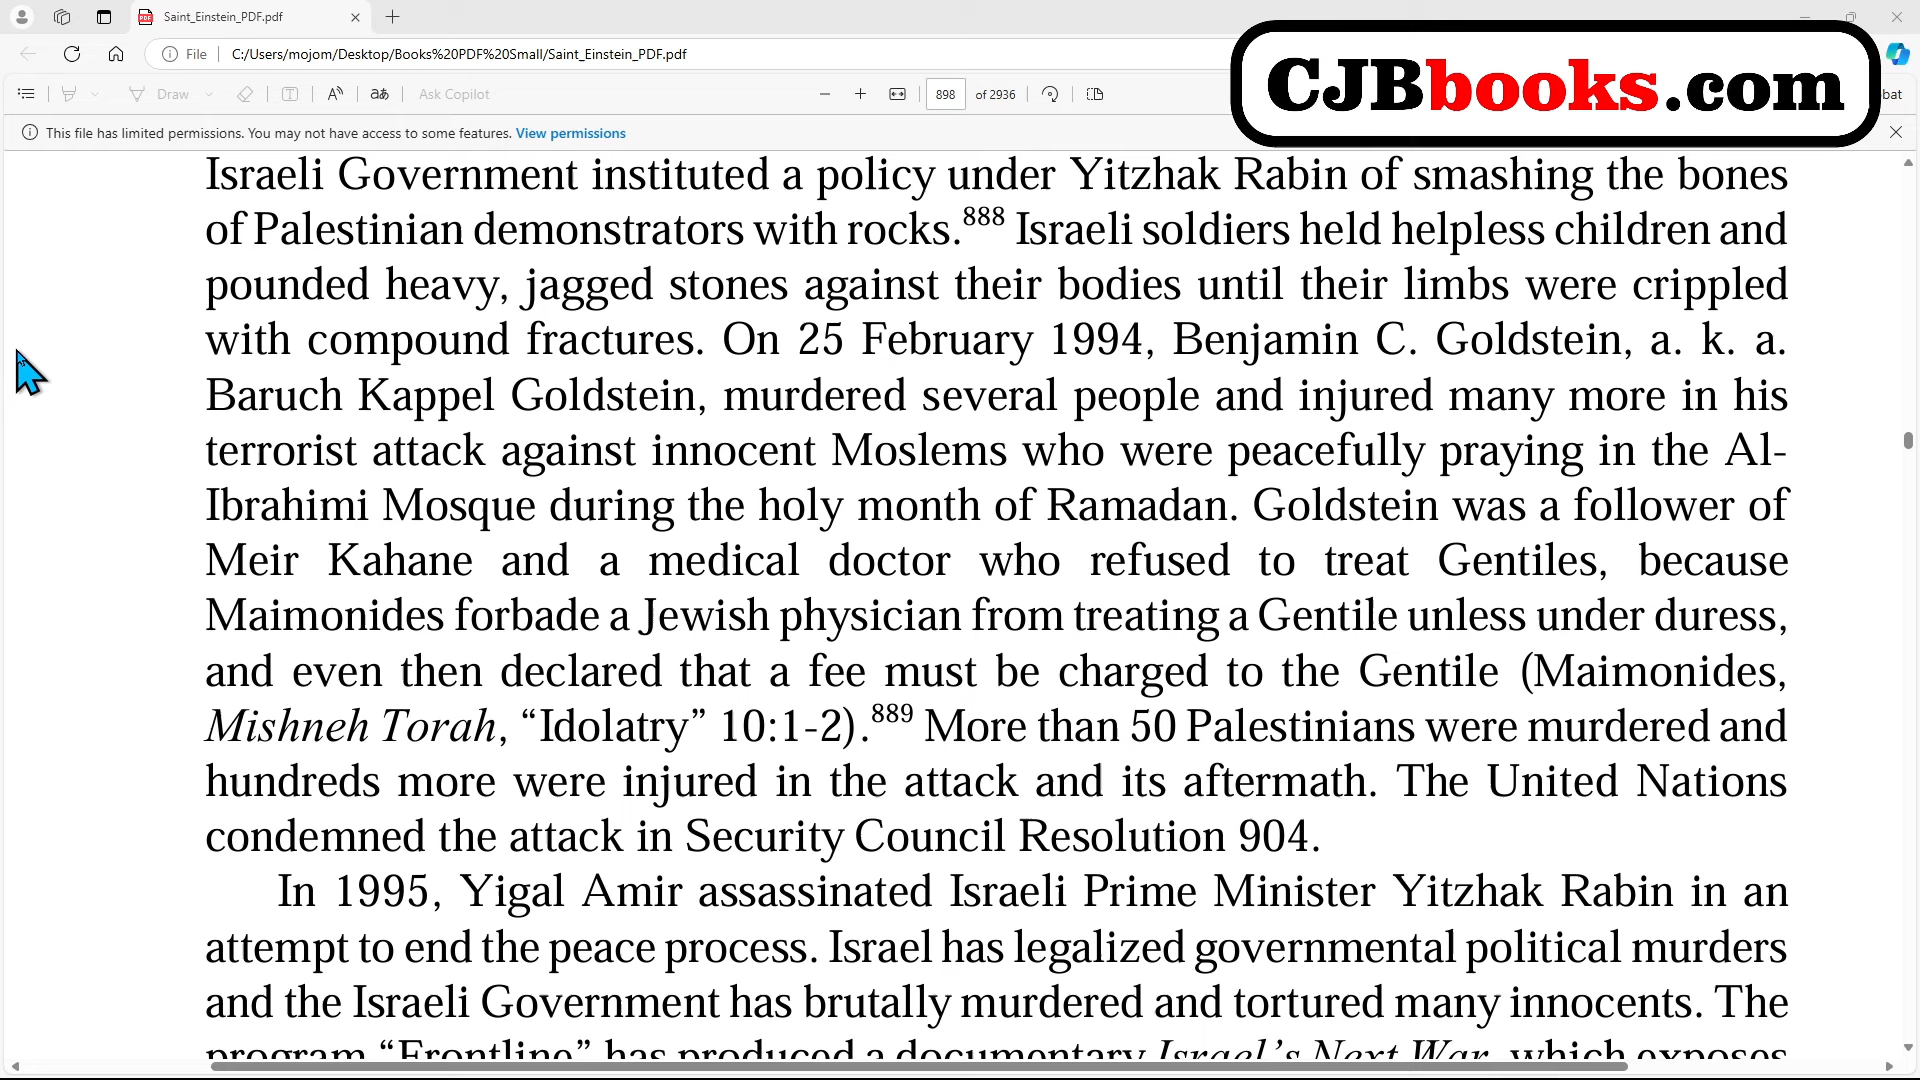 Saint_Einstein_PDF.pdf
File
C:/Users/mojom/Desktop/Books%20PDF%20Small/Saint_Einstein_PDF.pdf
CJBbooks.com
Draw
Ask Copilot
898 of 2936
bat
This file has limited permissions. You may not have access to some features. View permissions
Israeli Government instituted a policy under Yitzhak Rabin of smashing the bones
of Palestinian demonstrators with rocks.888 Israeli soldiers held helpless children and
pounded heavy, jagged stones against their bodies until their limbs were crippled
with compound fractures. On 25 February 1994, Benjamin C. Goldstein, a. k. a.
Baruch Kappel Goldstein, murdered several people and injured many more in his
terrorist attack against innocent Moslems who were peacefully praying in the Al-
Ibrahimi Mosque during the holy month of Ramadan. Goldstein was a follower of
Meir Kahane and a medical doctor who refused to treat Gentiles, because
Maimonides forbade a Jewish physician from treating a Gentile unless under duress,
and even then declared that a fee must be charged to the Gentile (Maimonides,
Mishneh Torah, “Idolatry” 10:1-2).889 More than 50 Palestinians were murdered and
hundreds more were injured in the attack and its aftermath. The United Nations
condemned the attack in Security Council Resolution 904.
In 1995, Yigal Amir assassinated Israeli Prime Minister Yitzhak Rabin in an
attempt to end the peace process. Israel has legalized governmental political murders
and the Israeli Government has brutally murdered and tortured many innocents. The
program “Frontline” has produced a documentary Israel’s Next War, which exposes